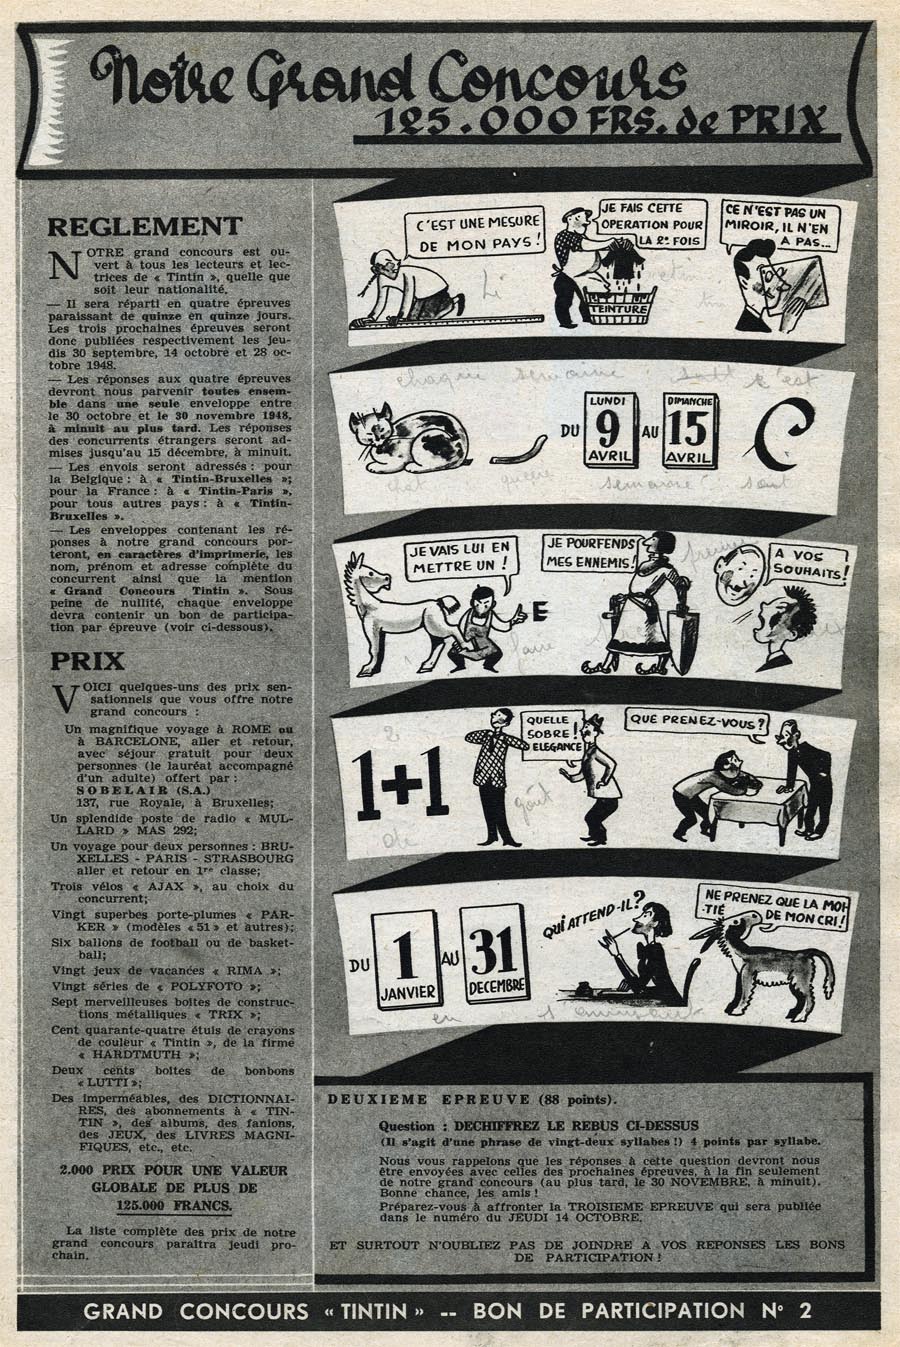 Notre Grand Concours
125.000 FRS. de PRIX
REGLEMENT
NOTRE grand concours est ou-
vert à tous les lecteurs et lec-
trices de « Tintin », quelle que
soit leur nationalité.
— Il sera réparti en quatre épreuves
paraissant de quinze en quinze jours.
Les trois prochaines épreuves seront
donc publiées respectivement les jeu-
dis 30 septembre, 14 octobre et 28 oc-
tobre 1948.
— Les réponses aux quatre épreuves
devront nous parvenir toutes ensem-
ble dans une seule enveloppe entre
le 30 octobre et le 30 novembre 1948,
à minuit au plus tard. Les réponses
des concurrents étrangers seront ad-
mises jusqu'au 15 décembre, à minuit.
— Les envois seront adressés : pour
la Belgique : à « Tintin-Bruxelles »;
pour la France : à « Tintin-Paris »,
pour tous autres pays : à « Tintin-
Bruxelles ».
— Les enveloppes contenant les ré-
ponses à notre grand concours por-
teront, en caractères d'imprimerie, les
nom, prénom et adresse complète du
concurrent ainsi que la mention
« Grand Concours Tintin ». Sous
peine de nullité, chaque enveloppe
devra contenir un bon de participa-
tion par épreuve (voir ci-dessous).
PRIX
VOICI quelques-uns des prix sen-
sationnels que vous offre notre
grand concours :
Un magnifique voyage à ROME ou
à BARCELONE, aller et retour,
avec séjour gratuit pour deux
personnes (le lauréat accompagné
d'un adulte) offert par :
SOBELAIR (S.A.)
137, rue Royale, à Bruxelles;
Un splendide poste de radio « MUL-
LARD » MAS 292;
Un voyage pour deux personnes : BRU-
XELLES - PARIS - STRASBOURG
aller et retour en 1re classe;
Trois vélos « AJAX », au choix du
concurrent;
Vingt superbes porte-plumes « PAR-
KER » (modèles « 51 » et autres);
Six ballons de football ou de basket-
ball;
Vingt jeux de vacances « RIMA »;
Vingt séries de « POLYFOTO »;
Sept merveilleuses boîtes de construc-
tions métalliques « TRIX »;
Cent quarante-quatre étuis de crayons
de couleur « Tintin », de la firme
« HARDTMUTH »;
Deux cents boîtes de bonbons
« LUTTI »;
Des imperméables, des DICTIONNAI-
RES, des abonnements à « TIN-
TIN », des albums, des fanions,
des JEUX, des LIVRES MAGNI-
FIQUES, etc., etc.
2.000 PRIX POUR UNE VALEUR
GLOBALE DE PLUS DE
125.000 FRANCS.
La liste complète des prix de notre
grand concours paraîtra jeudi pro-
chain.
C'EST UNE MESURE
DE MON PAYS !
Li
JE FAIS CETTE
OPERATION POUR
LA 2e. FOIS
TEINTURE
CE N'EST PAS UN
MIROIR, IL N'EN
A PAS...
chaque semaine
c'est
DU
LUNDI
9
AVRIL
AU
DIMANCHE
15
AVRIL
chat
semaine
JE VAIS LUI EN
METTRE UN !
E
JE POURFENDS
MES ENNEMIS !
A VOS
SOUHAITS !
faire
2
1+1
de
QUELLE
SOBRE
ELEGANCE !
goût
QUE PRENEZ-VOUS ?
DU
1
JANVIER
AU
31
DECEMBRE
QU'ATTEND-IL ?
NE PRENEZ QUE LA MOI-
TIÉ DE MON CRI !
en
DEUXIEME EPREUVE (88 points).
Question : DECHIFFREZ LE REBUS CI-DESSUS
(Il s'agit d'une phrase de vingt-deux syllabes !) 4 points par syllabe.
Nous vous rappelons que les réponses à cette question devront nous
être envoyées avec celles des prochaines épreuves, à la fin seulement
de notre grand concours (au plus tard, le 30 NOVEMBRE, à minuit).
Bonne chance, les amis !
Préparez-vous à affronter la TROISIEME EPREUVE qui sera publiée
dans le numéro du JEUDI 14 OCTOBRE.
ET SURTOUT N'OUBLIEZ PAS DE JOINDRE A VOS REPONSES LES BONS
DE PARTICIPATION !
GRAND CONCOURS « TINTIN » -- BON DE PARTICIPATION N° 2